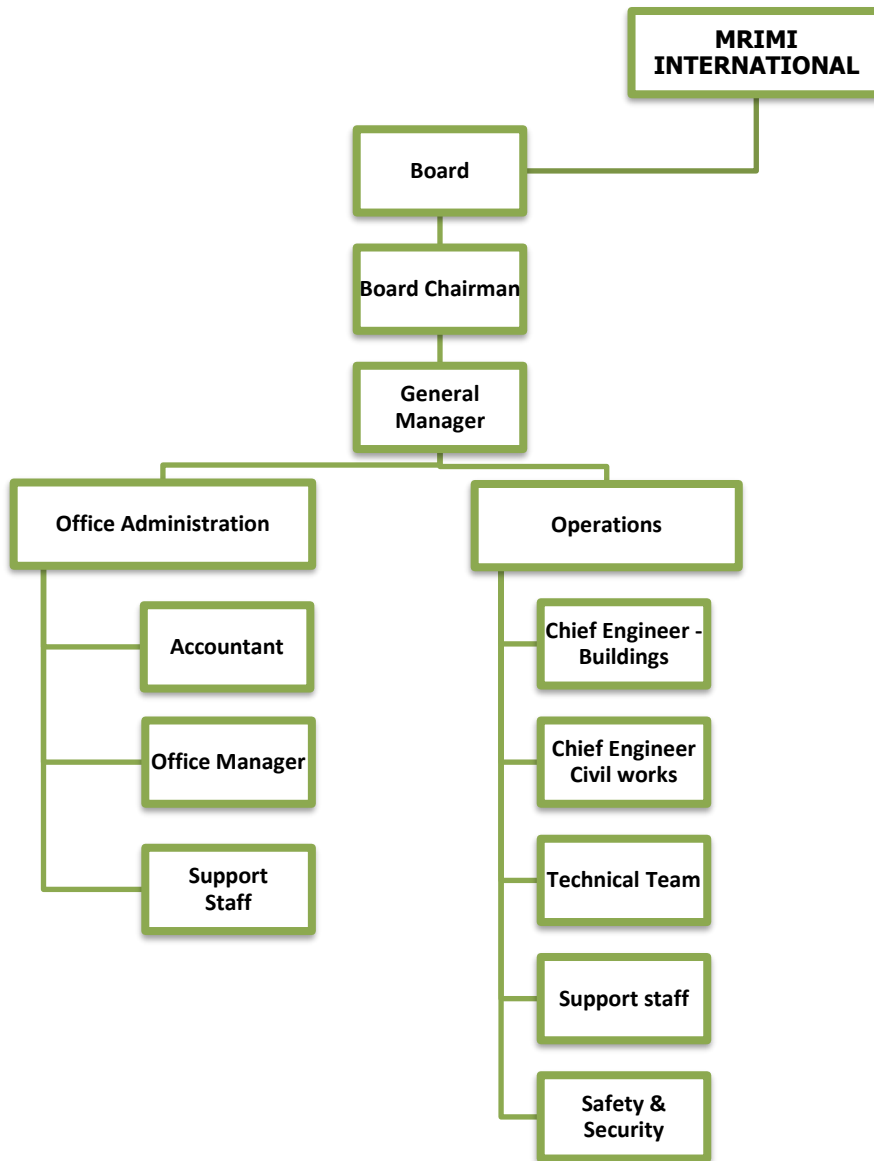 MRIMI
INTERNATIONAL
Board
Board Chairman
General
Manager
Office Administration
Operations
Accountant
Office Manager
Support
Staff
Chief Engineer -
Buildings
Chief Engineer
Civil works
Technical Team
Support staff
Safety &
Security